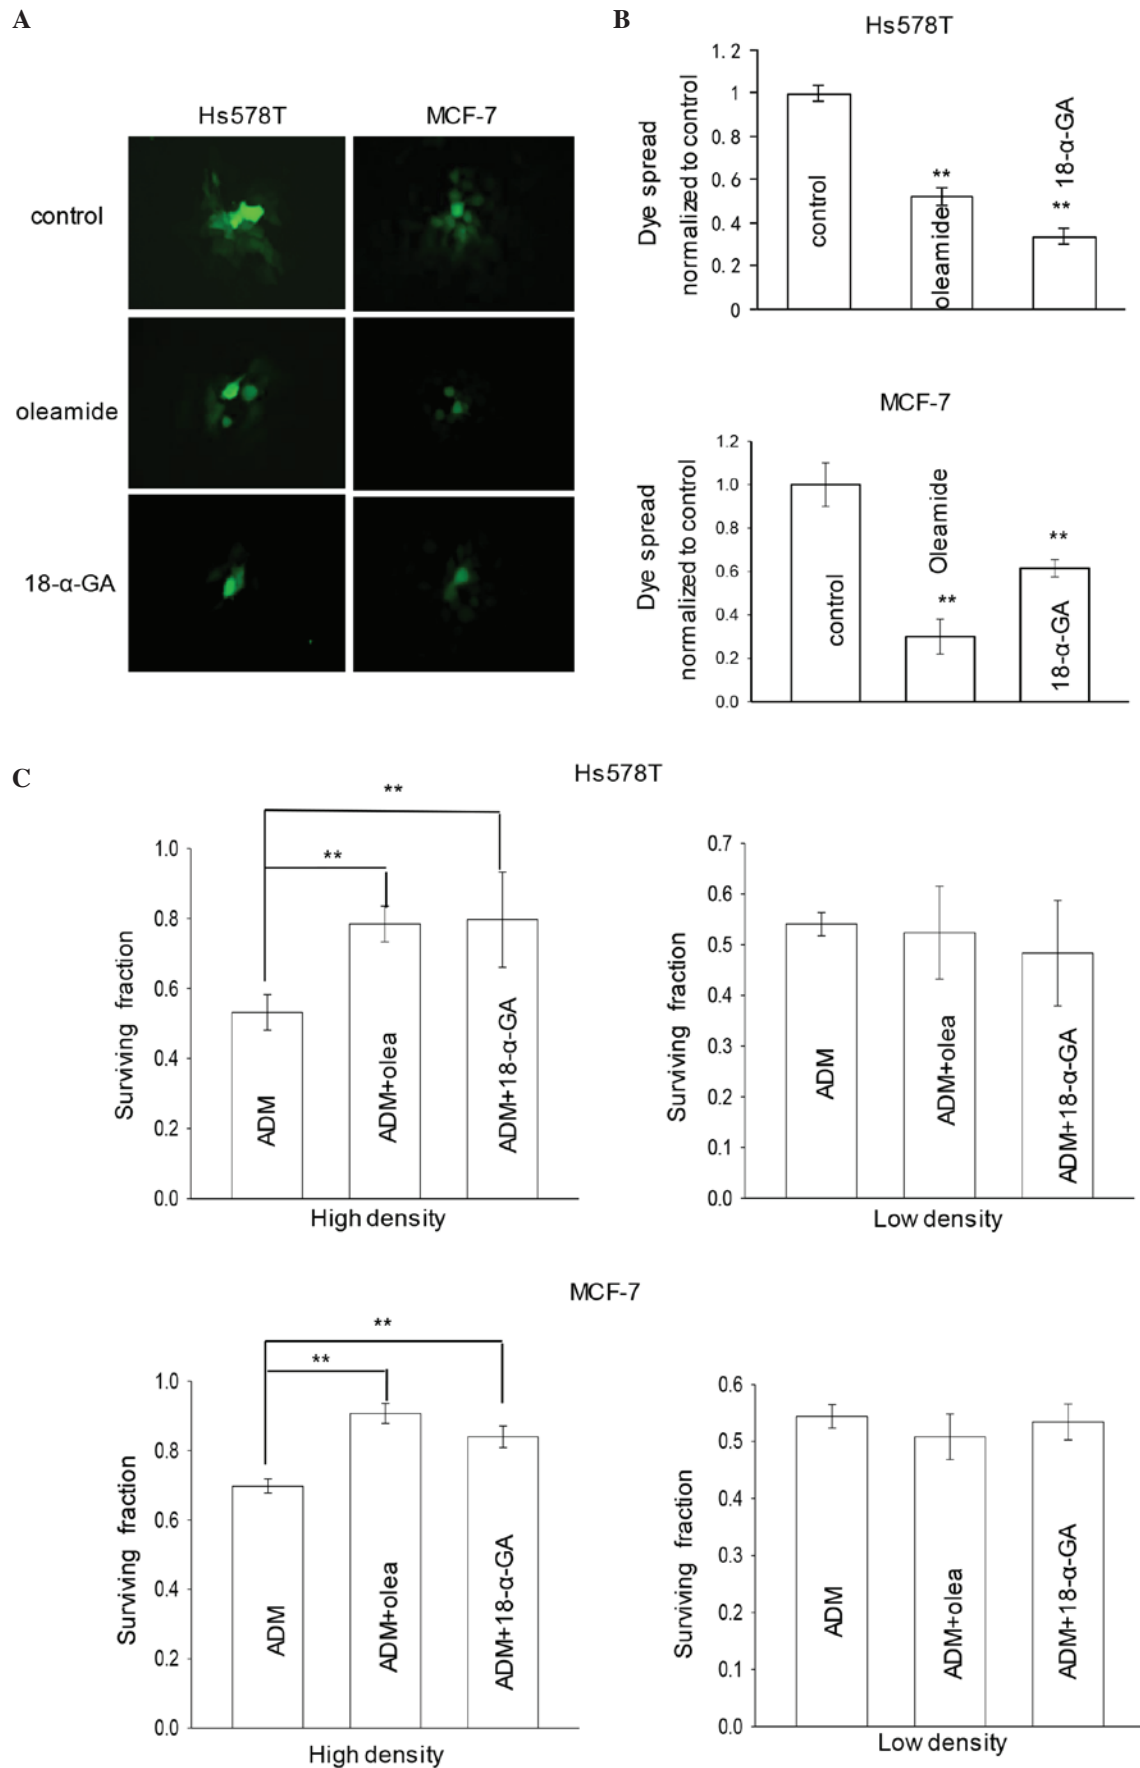 A
Hs578T
MCF-7
control
oleamide
18-α-GA
B
Hs578T
Dye spread
normalized to control
1.2
1
0.8
0.6
0.4
0.2
0
control
**
oleamide
18-α-GA
**
MCF-7
Dye spread
normalized to control
1.2
1.0
0.8
0.6
0.4
0.2
0.0
control
Oleamide
**
**
18-α-GA
C
Hs578T
**
**
Surviving fraction
1.0
0.8
0.6
0.4
0.2
0.0
ADM
ADM+olea
ADM+18-α-GA
High density
Surviving fraction
0.7
0.6
0.5
0.4
0.3
0.2
0.1
0.0
ADM
ADM+olea
ADM+18-α-GA
Low density
MCF-7
**
**
Surviving fraction
1.0
0.8
0.6
0.4
0.2
0.0
ADM
ADM+olea
ADM+18-α-GA
High density
Surviving fraction
0.6
0.5
0.4
0.3
0.2
0.1
0.0
ADM
ADM+olea
ADM+18-α-GA
Low density